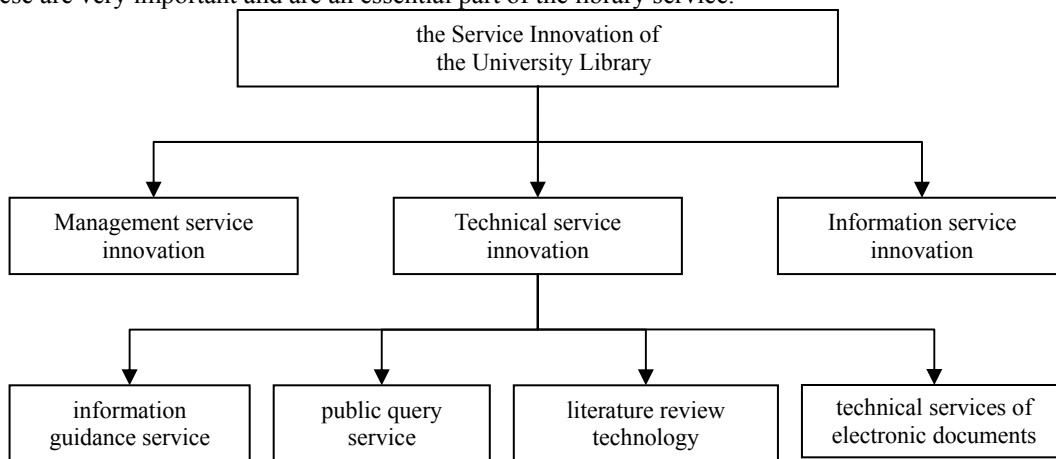 ese are very important and are an essential part of the library service.
the Service Innovation of
the University Library
Management service
innovation
Technical service
innovation
Information service
innovation
information
guidance service
public query
service
literature review
technology
technical services of
electronic documents